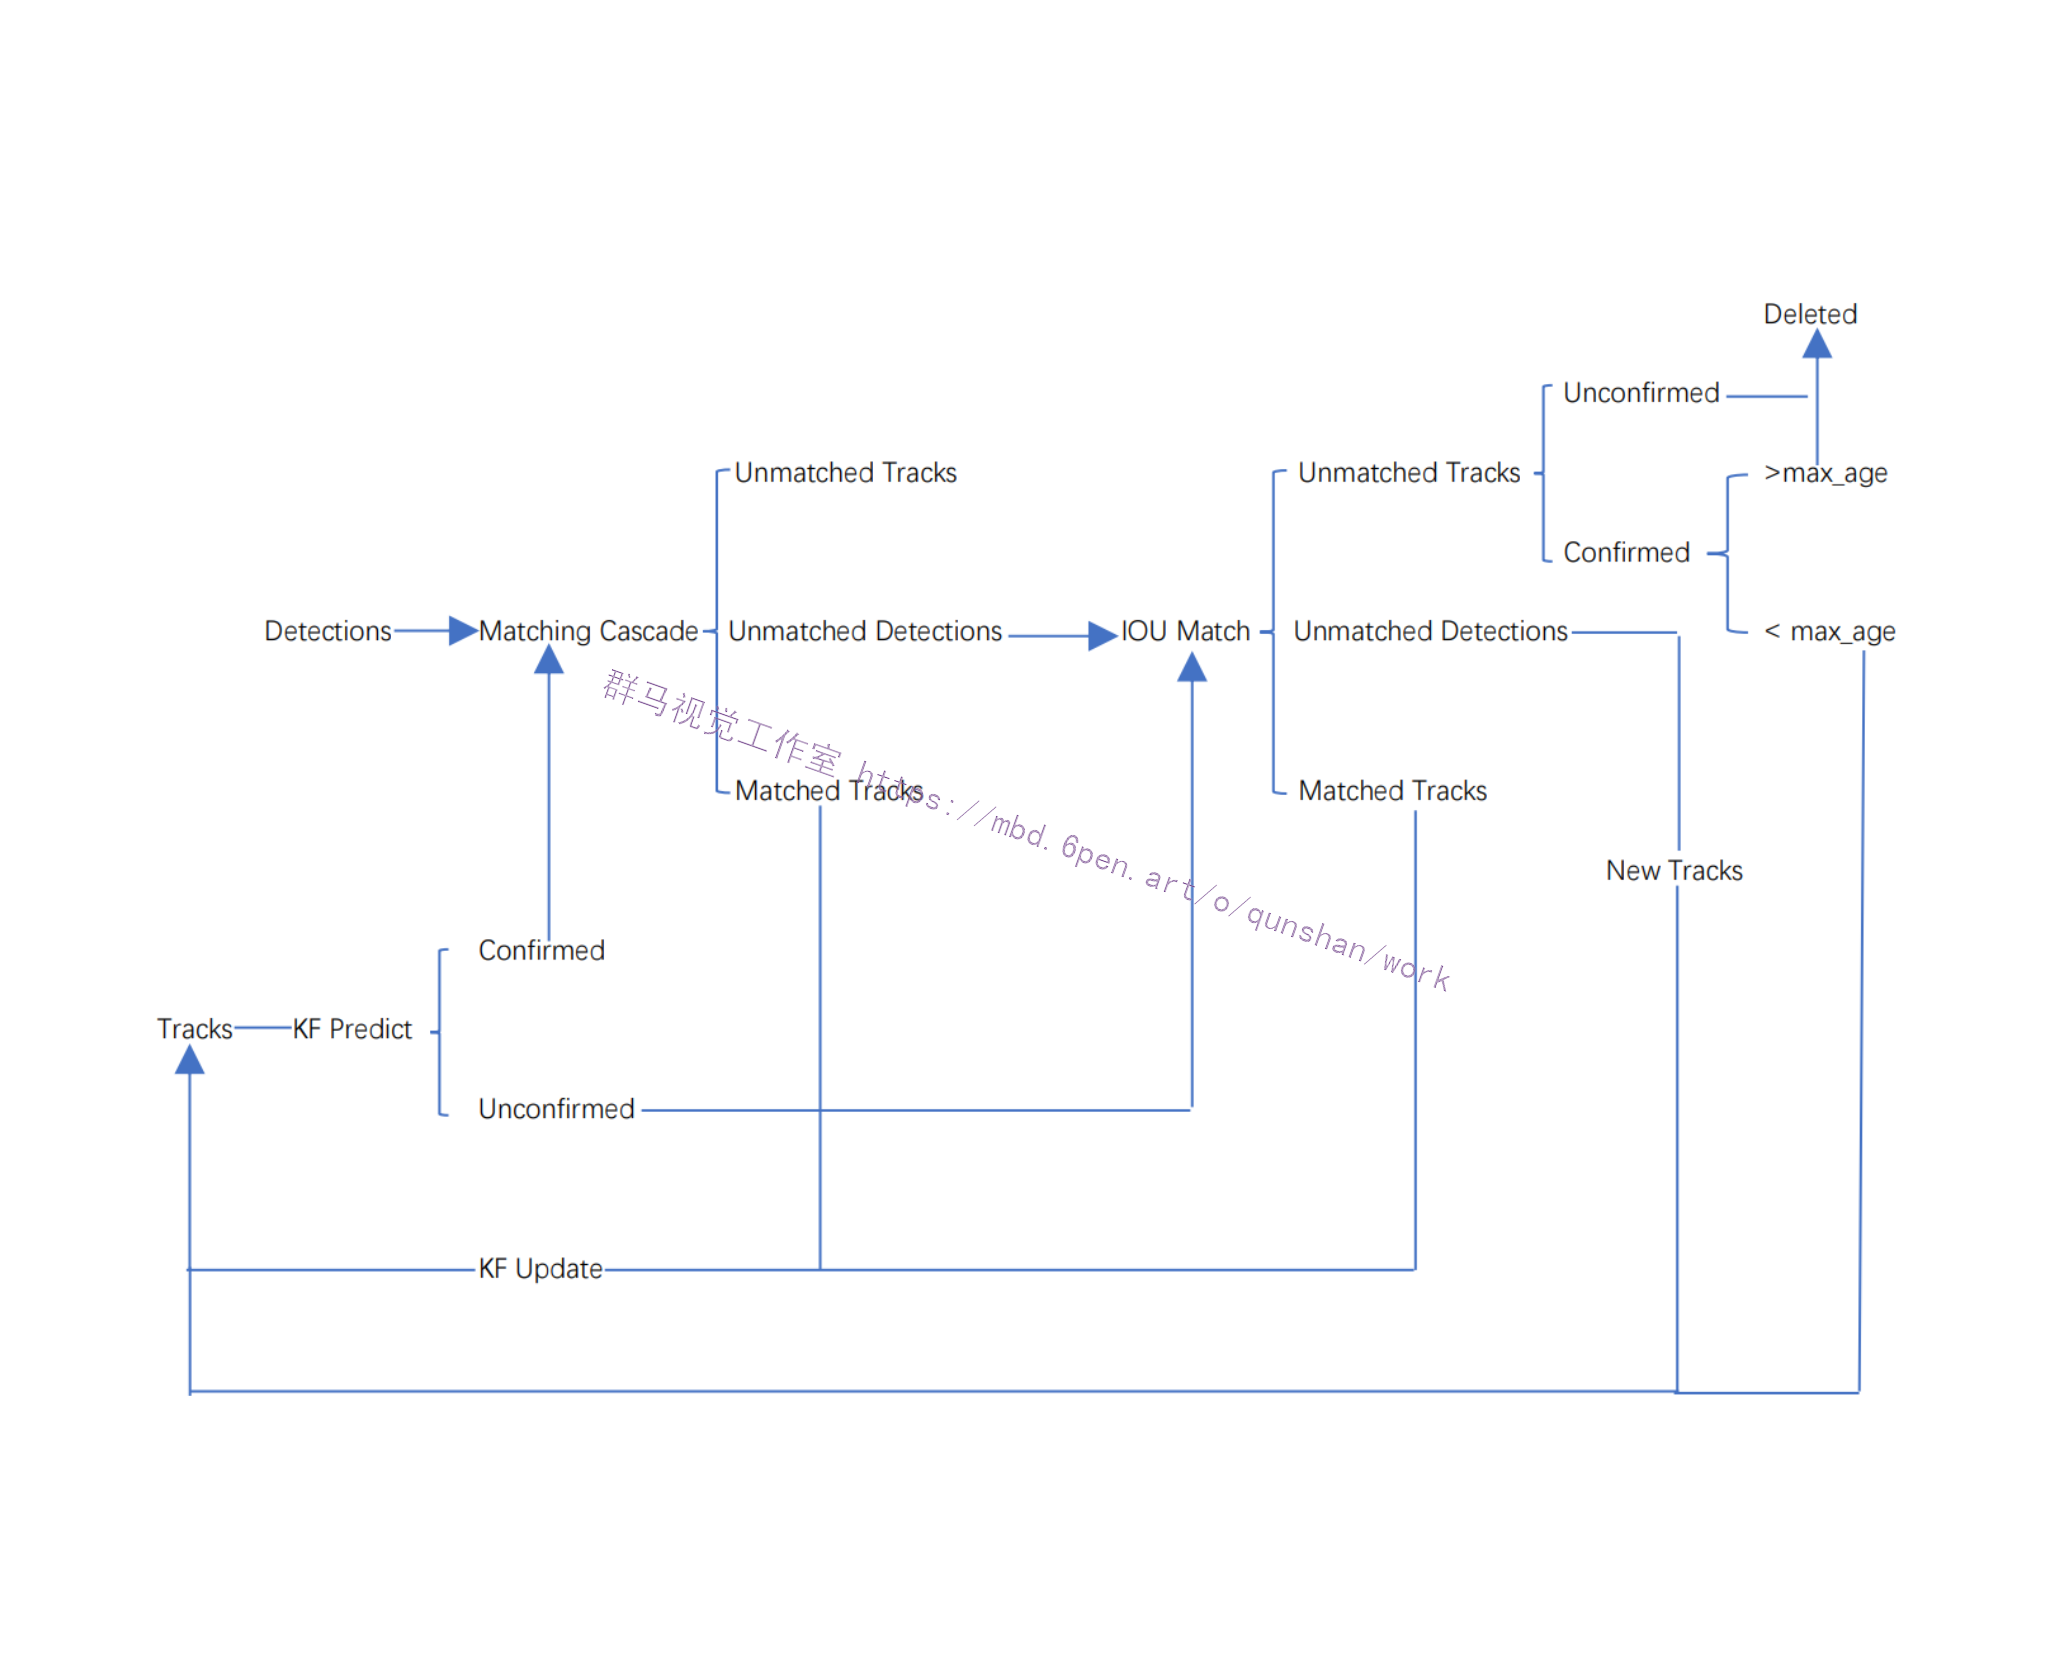 Deleted
Unconfirmed
Unmatched Tracks
Unmatched Tracks
>max_age
Confirmed
Detections
Matching Cascade
Unmatched Detections
IOU Match
Unmatched Detections
< max_age
群马视觉工作室 https://mbd.6pen.art/o/qunshan/work
Matched Tracks
Matched Tracks
New Tracks
Confirmed
Tracks
KF Predict
Unconfirmed
KF Update